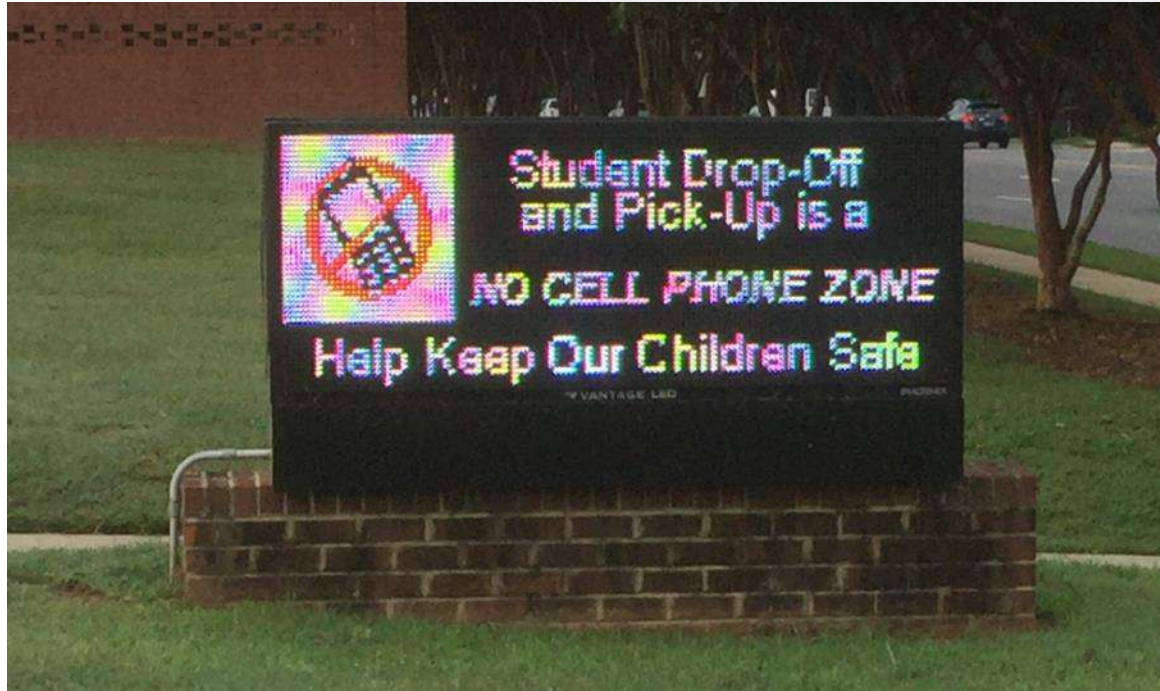 Student Drop-Off
and Pick-Up is a
NO CELL PHONE ZONE
Help Keep Our Children Safe
VANTAGE LED